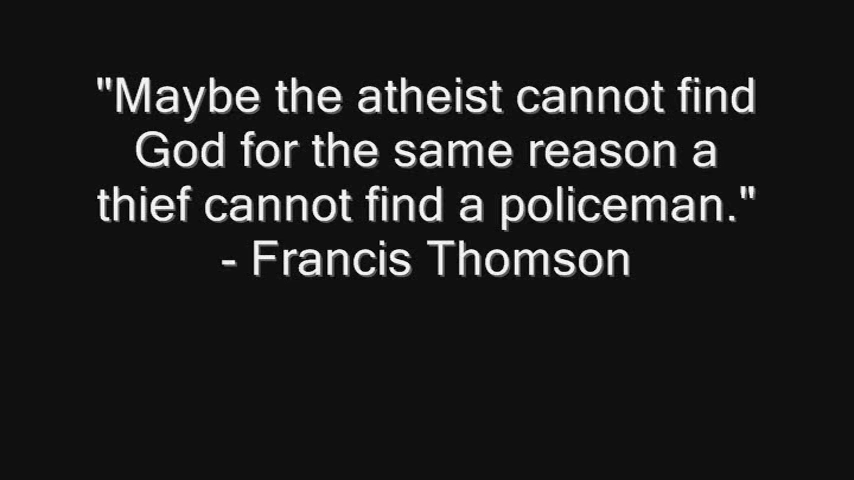 "Maybe the atheist cannot find
God for the same reason a
thief cannot find a policeman."
- Francis Thomson